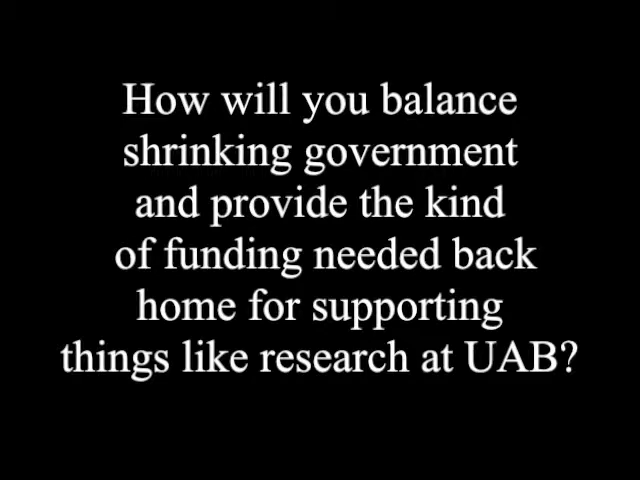 How will you balance
shrinking government
and provide the kind
of funding needed back
home for supporting
things like research at UAB?